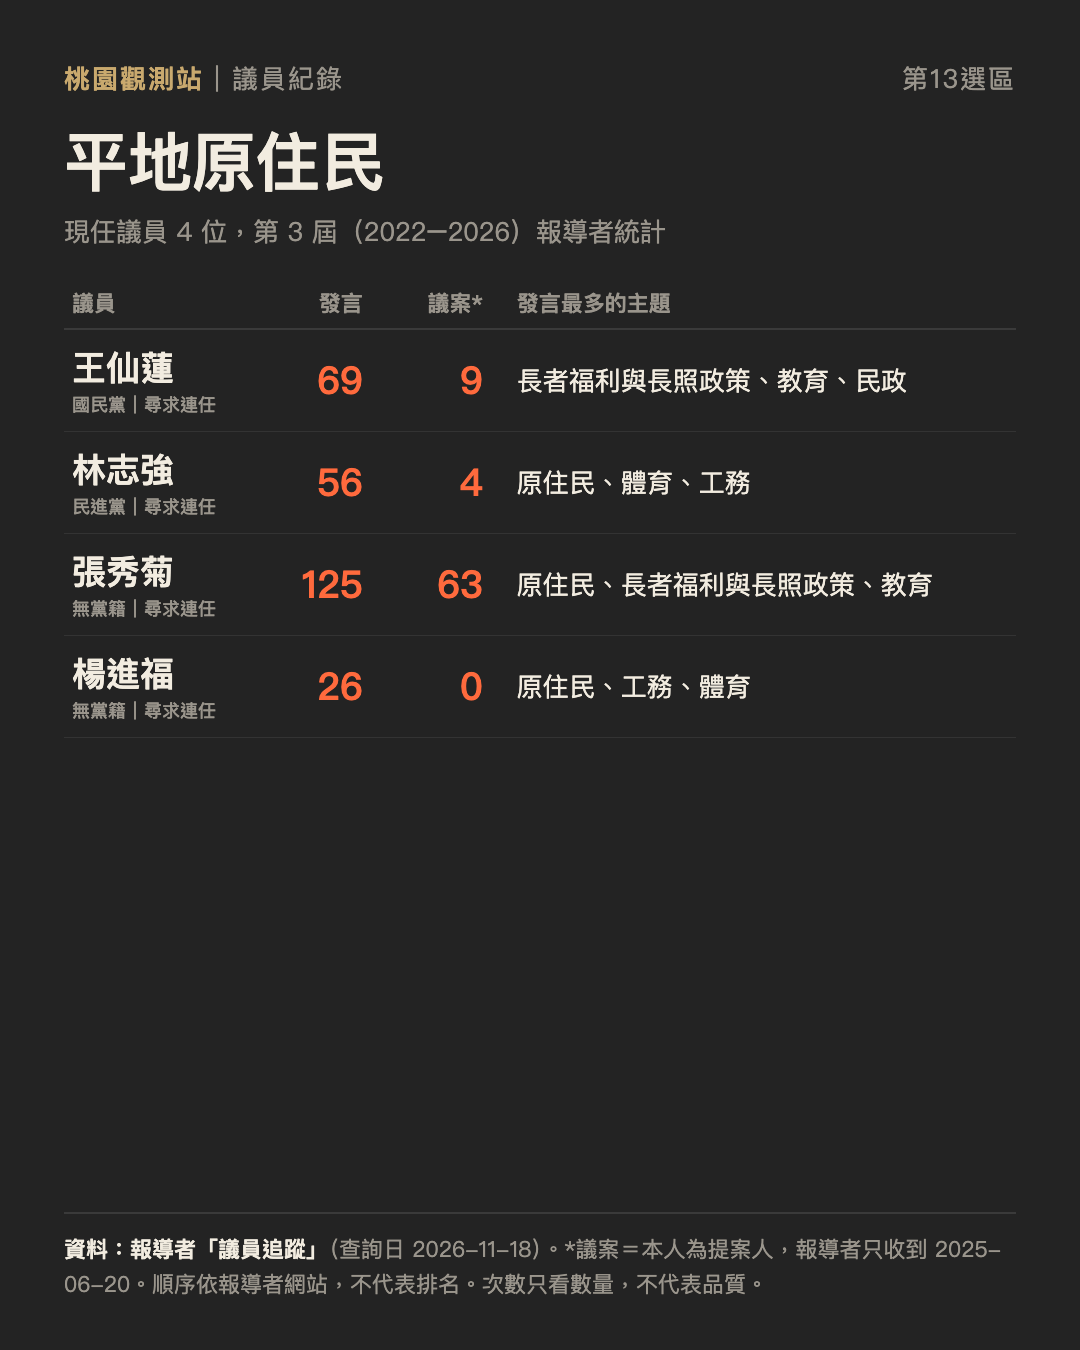 桃園觀測站｜議員紀錄
第13選區
平地原住民
現任議員 4 位，第 3 屆（2022—2026）報導者統計
議員 發言 議案* 發言最多的主題
王仙蓮
國民黨｜尋求連任
69 9 長者福利與長照政策、教育、民政
林志強
民進黨｜尋求連任
56 4 原住民、體育、工務
張秀菊
無黨籍｜尋求連任
125 63 原住民、長者福利與長照政策、教育
楊進福
無黨籍｜尋求連任
26 0 原住民、工務、體育
資料：報導者「議員追蹤」（查詢日 2026–11–18）。*議案＝本人為提案人，報導者只收到 2025–
06–20。順序依報導者網站，不代表排名。次數只看數量，不代表品質。